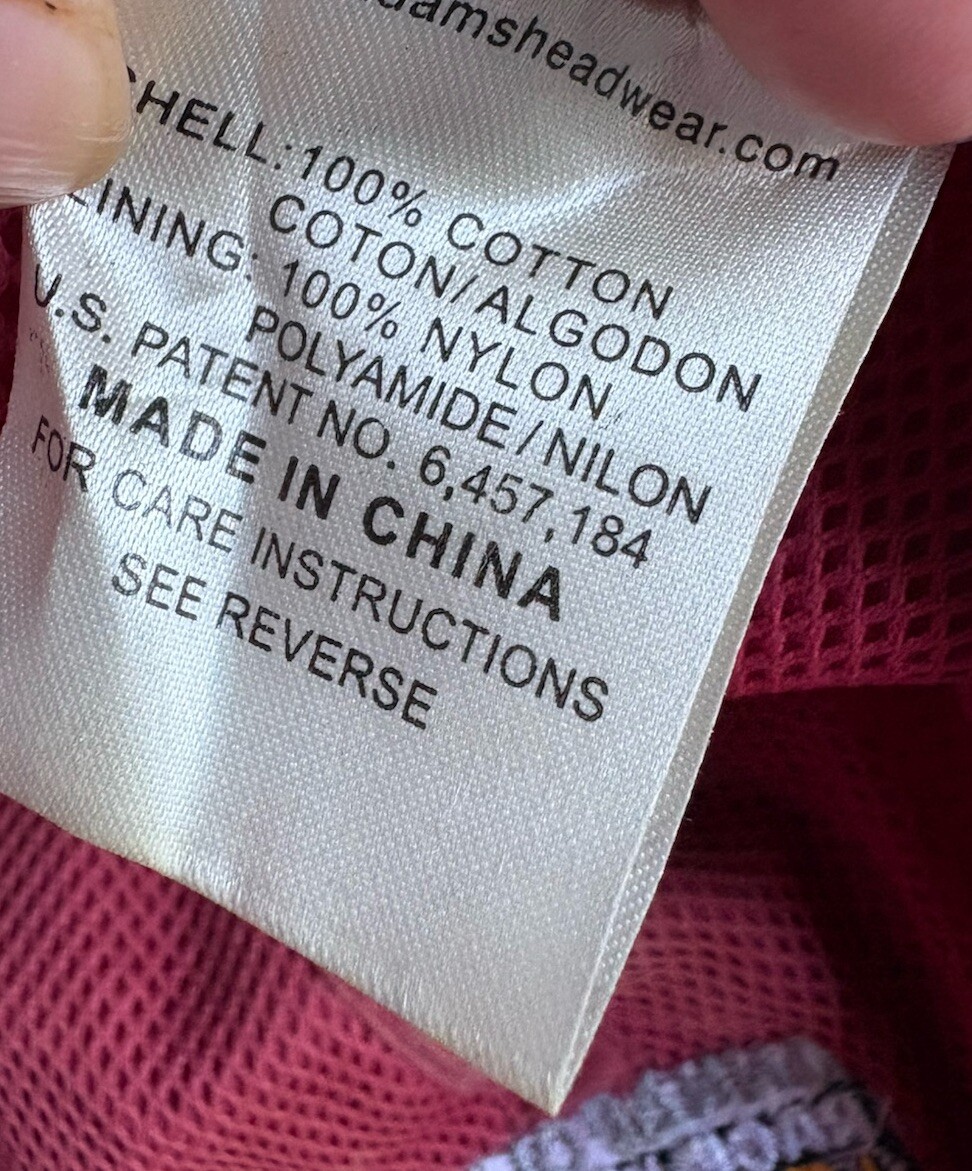 damsheadwear.com
SHELL:100% COTTON
COTON/ALGODON
LINING: 100% NYLON
POLYAMIDE/NILON
U.S. PATENT NO. 6,457,184
MADE IN CHINA
FOR CARE INSTRUCTIONS
SEE REVERSE